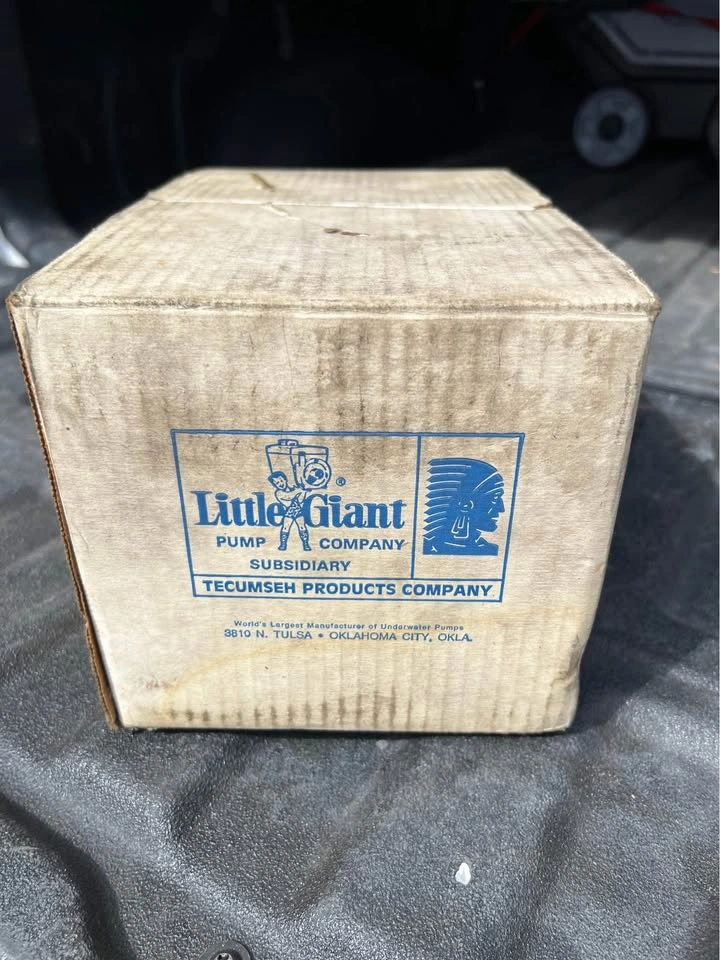 Little Giant ®
PUMP COMPANY
SUBSIDIARY
TECUMSEH PRODUCTS COMPANY
World's Largest Manufacturer of Underwater Pumps
3810 N. TULSA • OKLAHOMA CITY, OKLA.